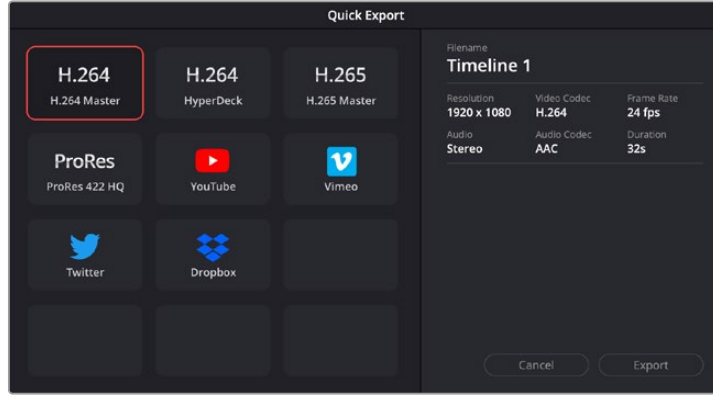 Quick Export
H.264
H.264 Master
H.264
HyperDeck
H.265
H.265 Master
ProRes
ProRes 422 HQ
YouTube
Vimeo
Twitter
Dropbox
Filename
Timeline 1
Resolution Video Codec Frame Rate
1920 x 1080 H.264 24 fps
Audio Audio Codec Duration
Stereo AAC 32s
Cancel Export